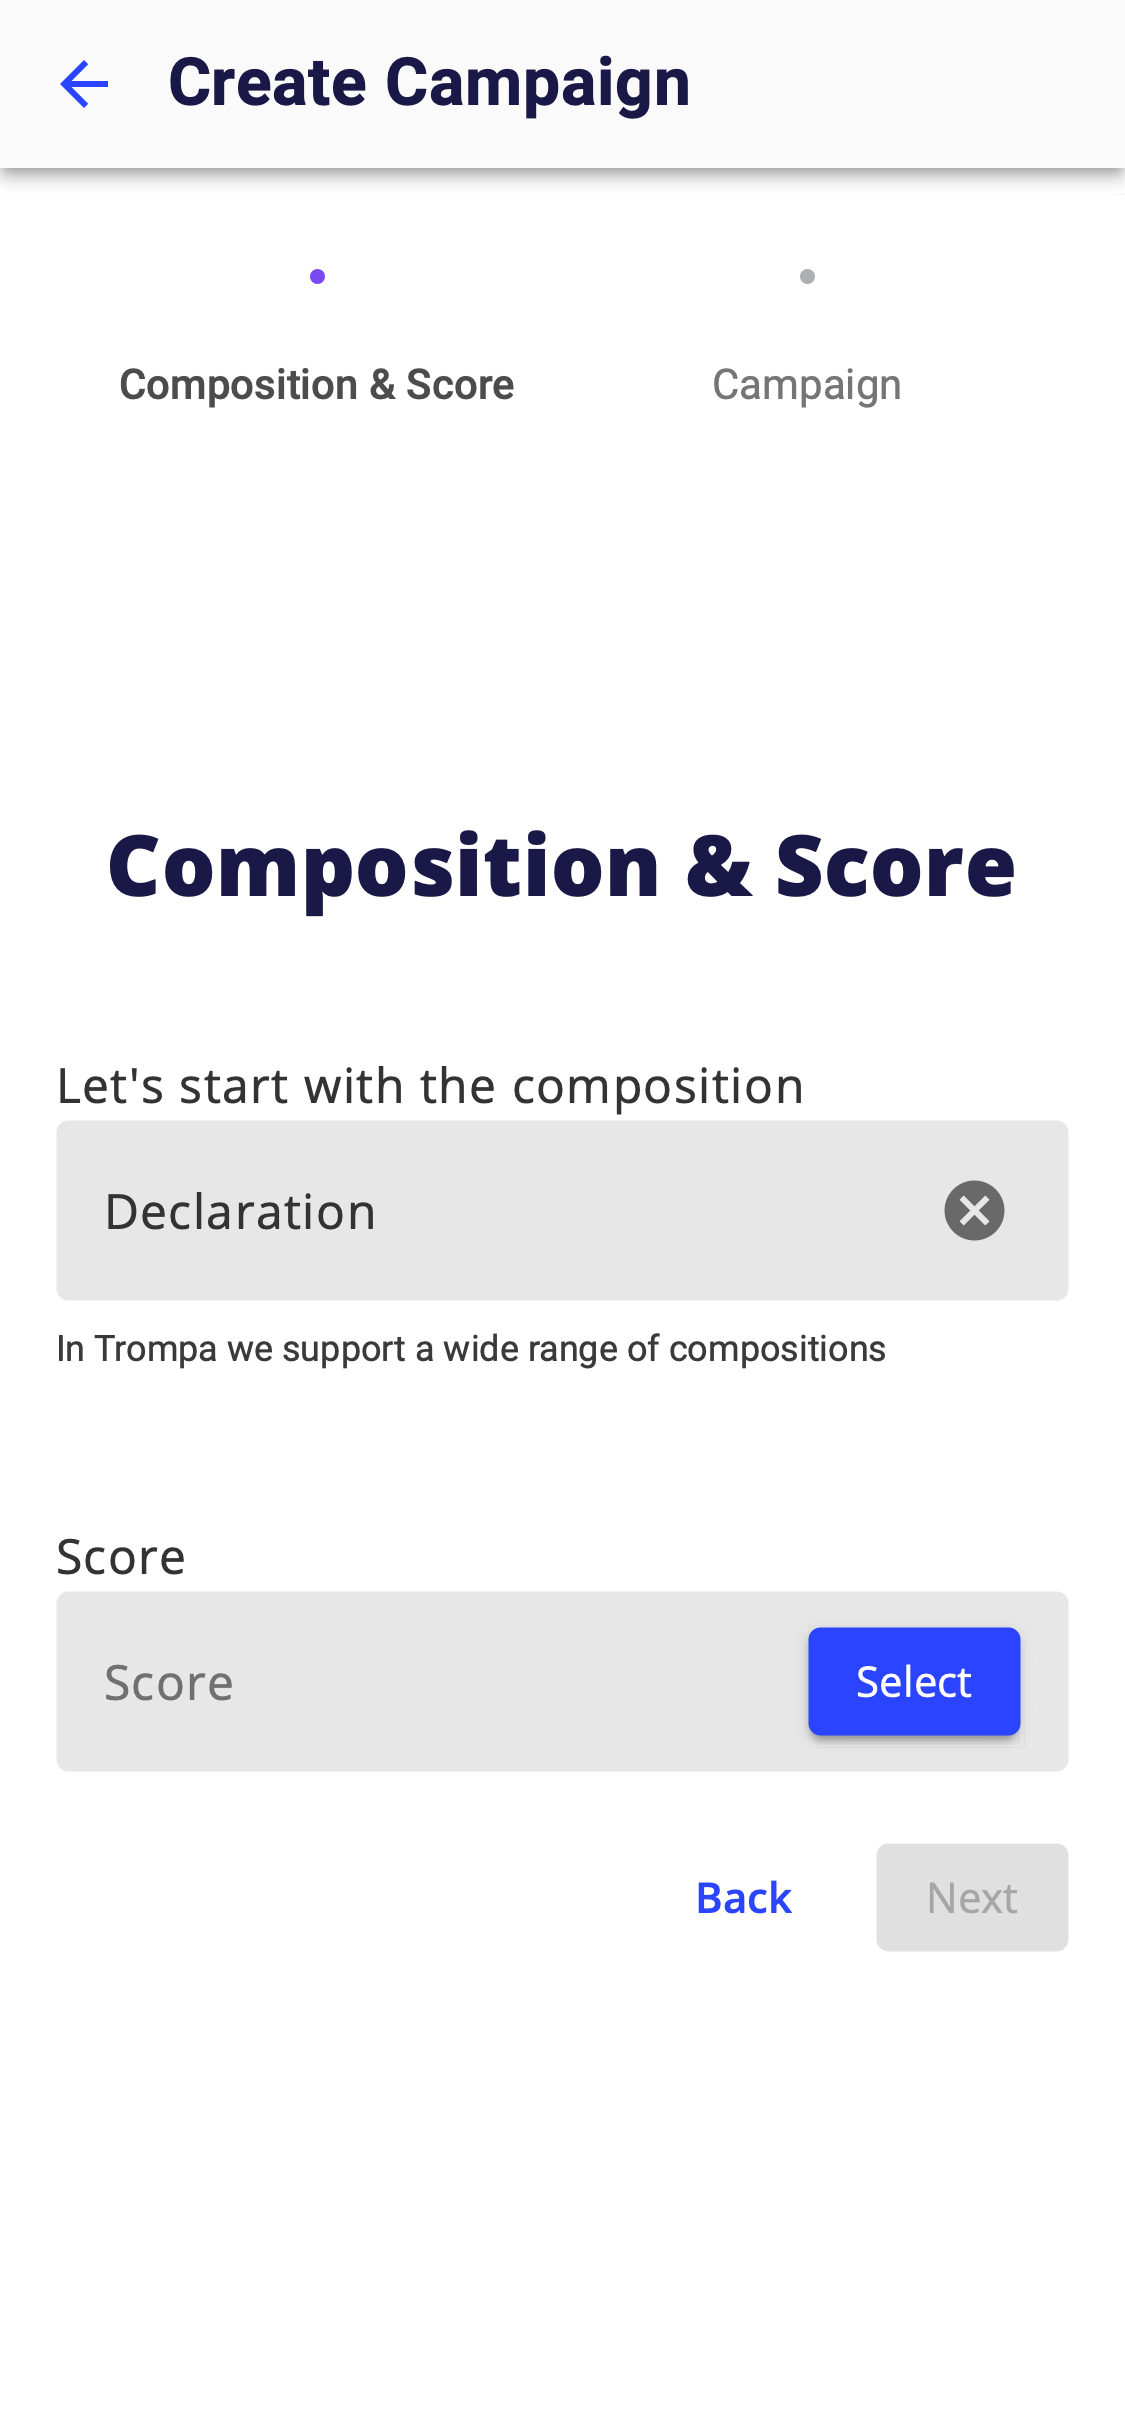 Create Campaign
Composition & Score
Campaign
Composition & Score
Let's start with the composition
Declaration
In Trompa we support a wide range of compositions
Score
Score
Select
Back
Next